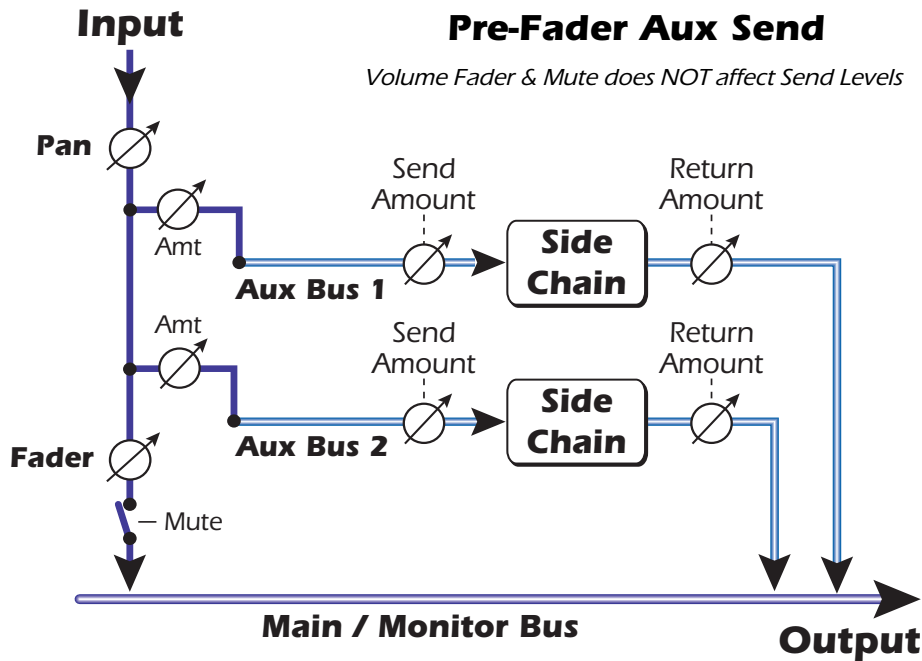 Input
Pre-Fader Aux Send
Volume Fader & Mute does NOT affect Send Levels
Pan
Amt
Send
Amount
Return
Amount
Side
Chain
Aux Bus 1
Amt
Send
Amount
Return
Amount
Side
Chain
Aux Bus 2
Fader
Mute
Main / Monitor Bus
Output